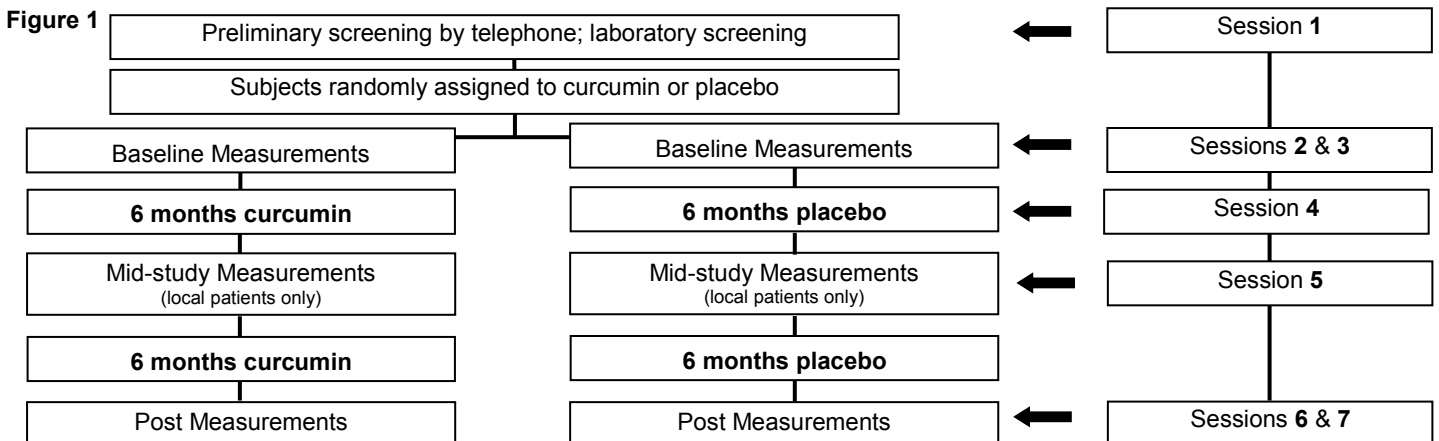 Figure 1
Preliminary screening by telephone; laboratory screening
Session 1
Subjects randomly assigned to curcumin or placebo
Baseline Measurements
Baseline Measurements
Sessions 2 & 3
6 months curcumin
6 months placebo
Session 4
Mid-study Measurements
(local patients only)
Mid-study Measurements
(local patients only)
Session 5
6 months curcumin
6 months placebo
Post Measurements
Post Measurements
Sessions 6 & 7